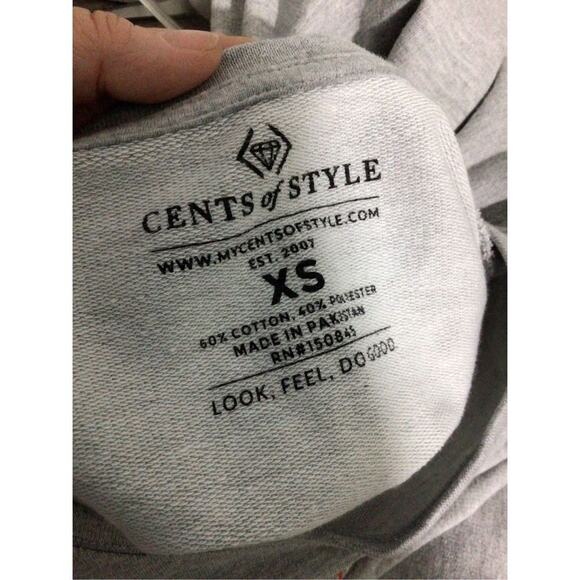 CENTS of STYLE
WWW.MYCENTSOFSTYLE.COM
EST. 2007
XS
60% COTTON, 40% POLYESTER
MADE IN PAKISTAN
RN#150845
LOOK, FEEL, DO GOOD